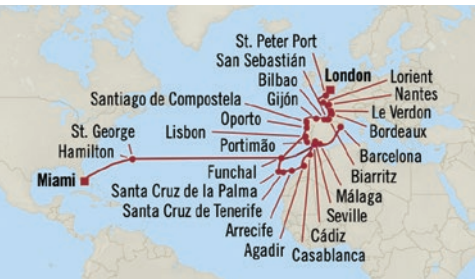 St. Peter Port
San Sebastián
Bilbao
London
Lorient
Gijón
Nantes
Santiago de Compostela
Le Verdon
Oporto
Bordeaux
St. George
Lisbon
Hamilton
Portimão
Barcelona
Miami
Funchal
Biarritz
Santa Cruz de la Palma
Málaga
Santa Cruz de Tenerife
Seville
Arrecife
Cádiz
Agadir
Casablanca